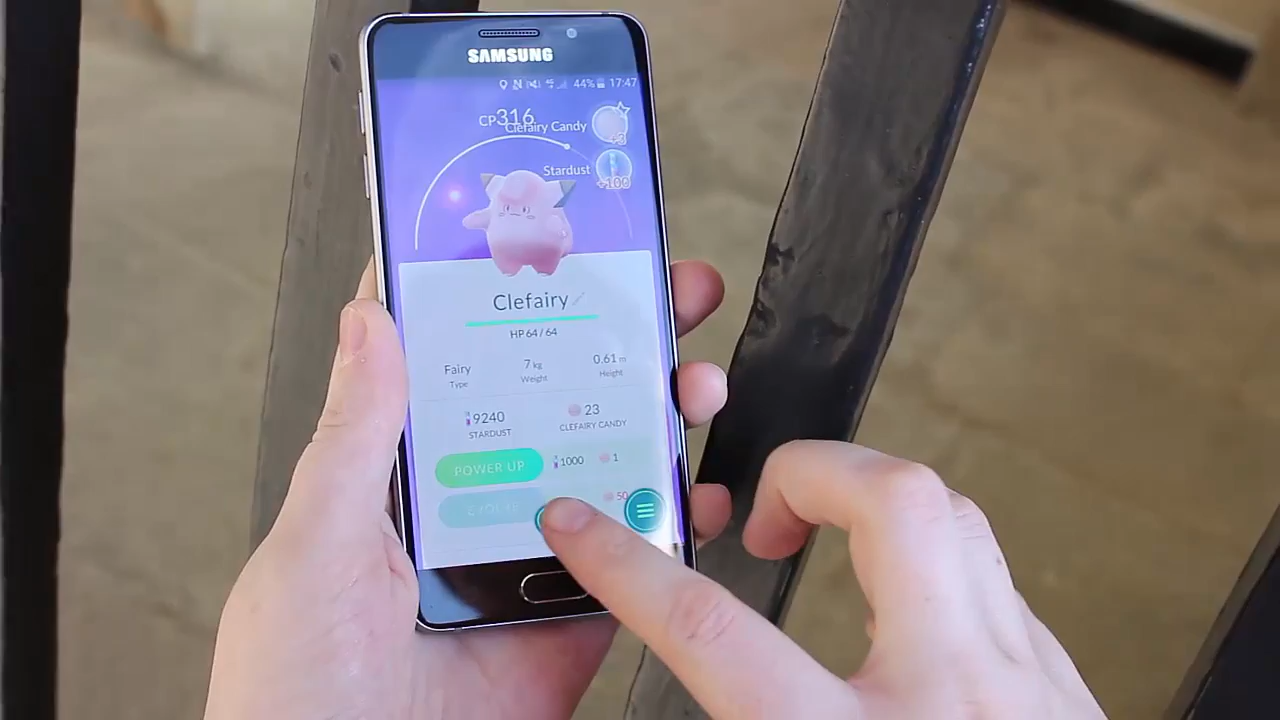 SAMSUNG
44% 17:47
CP316
Clefairy Candy
+3
Stardust
+100
Clefairy
HP 64 / 64
Fairy 7 kg 0.61 m
Type Weight Height
9240 23
STARDUST CLEFAIRY CANDY
POWER UP 1000 1
EVOLVE 50